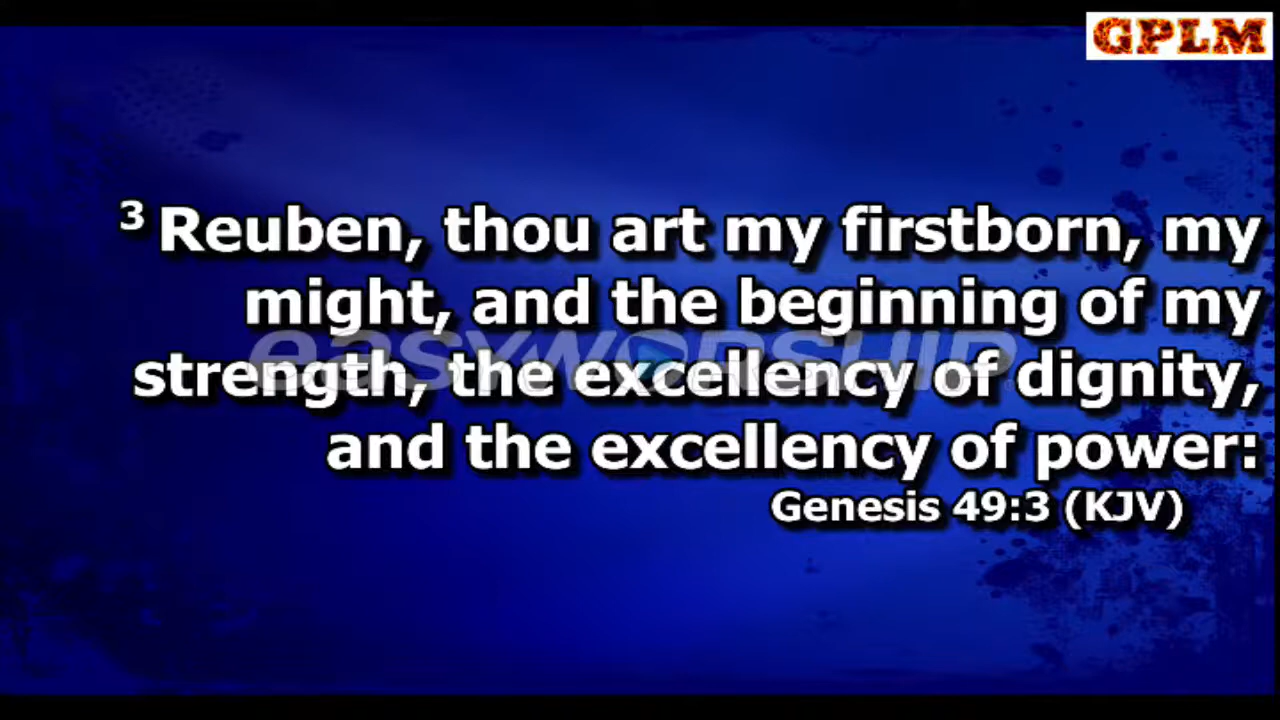 GPLM
3 Reuben, thou art my firstborn, my
might, and the beginning of my
easyworship
strength, the excellency of dignity,
and the excellency of power:
Genesis 49:3 (KJV)